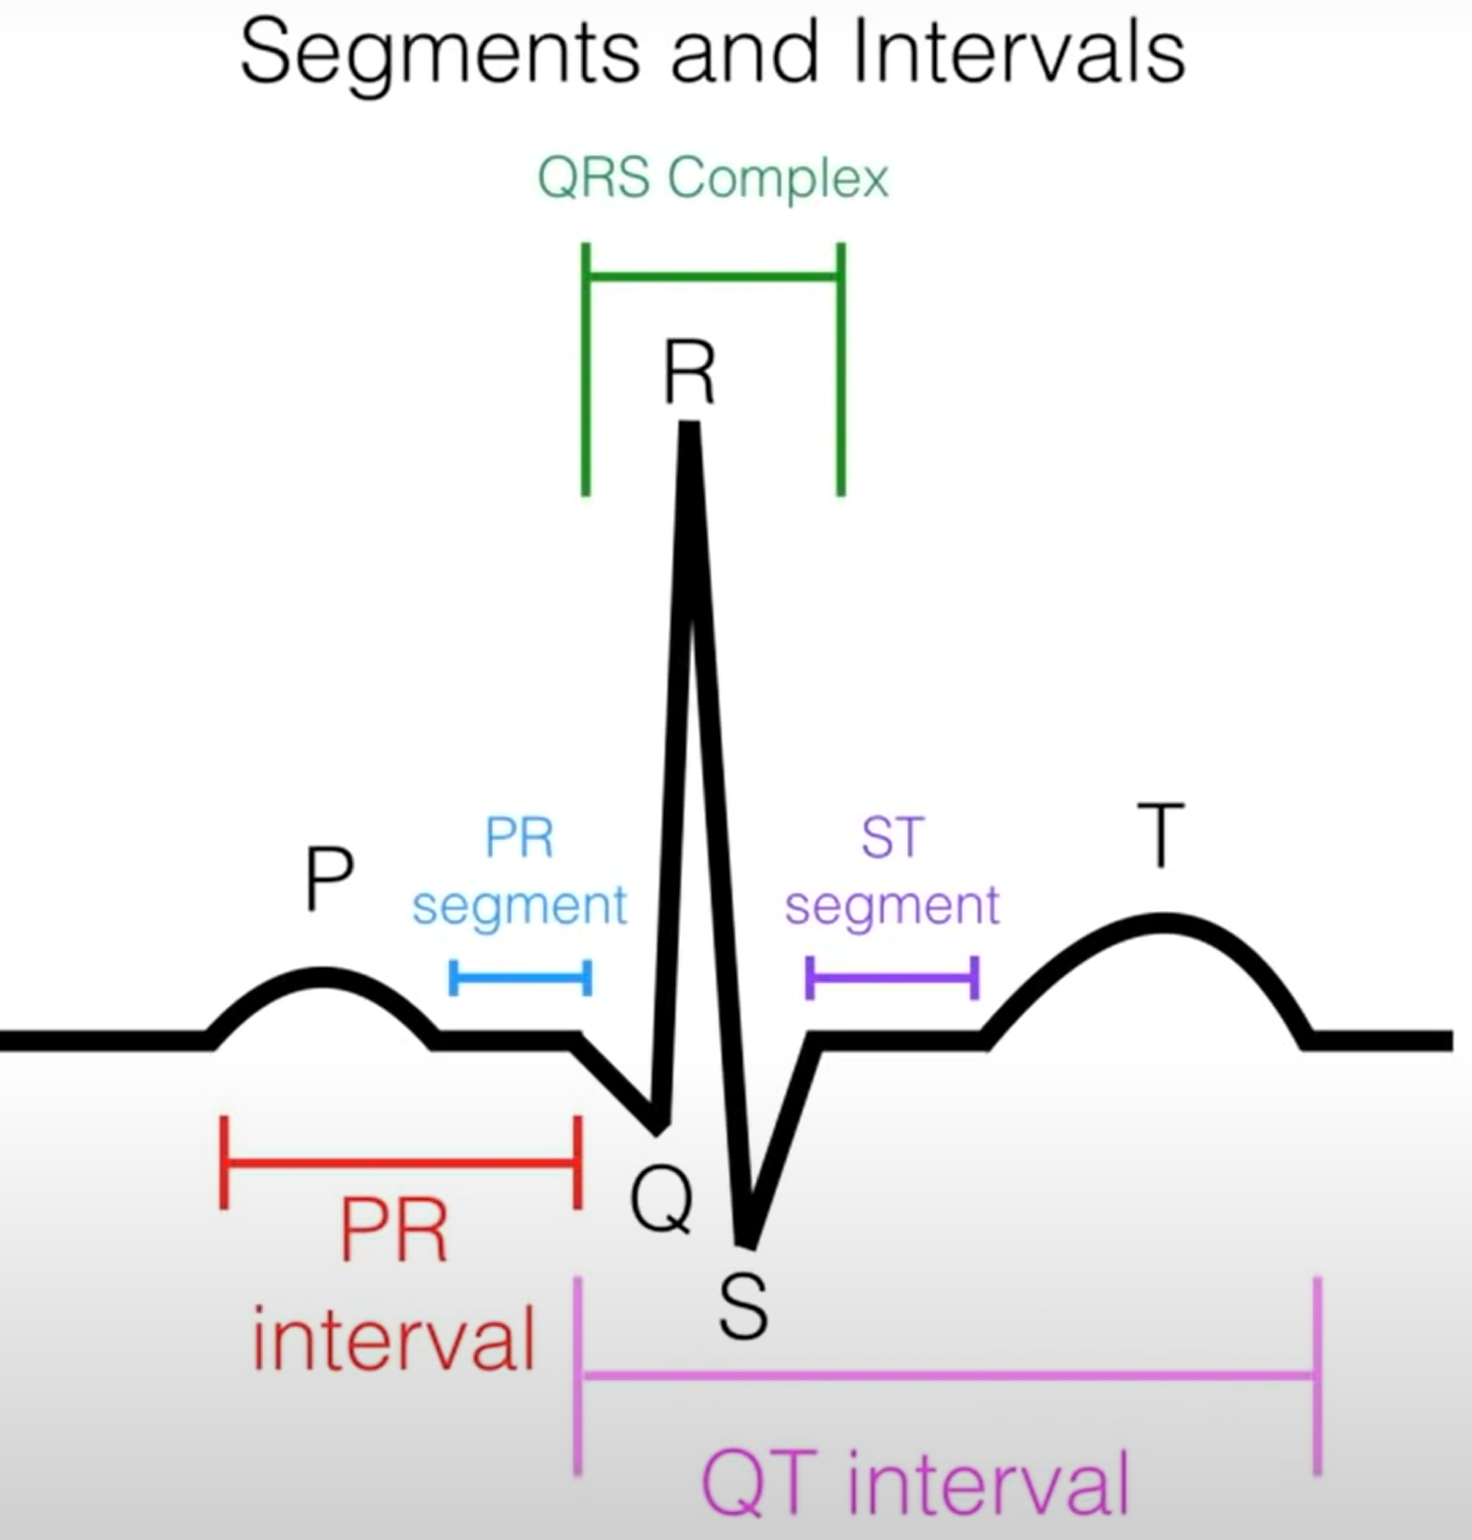 Segments and Intervals
QRS Complex
R
P
PR
segment
ST
segment
T
Q
S
PR
interval
QT interval